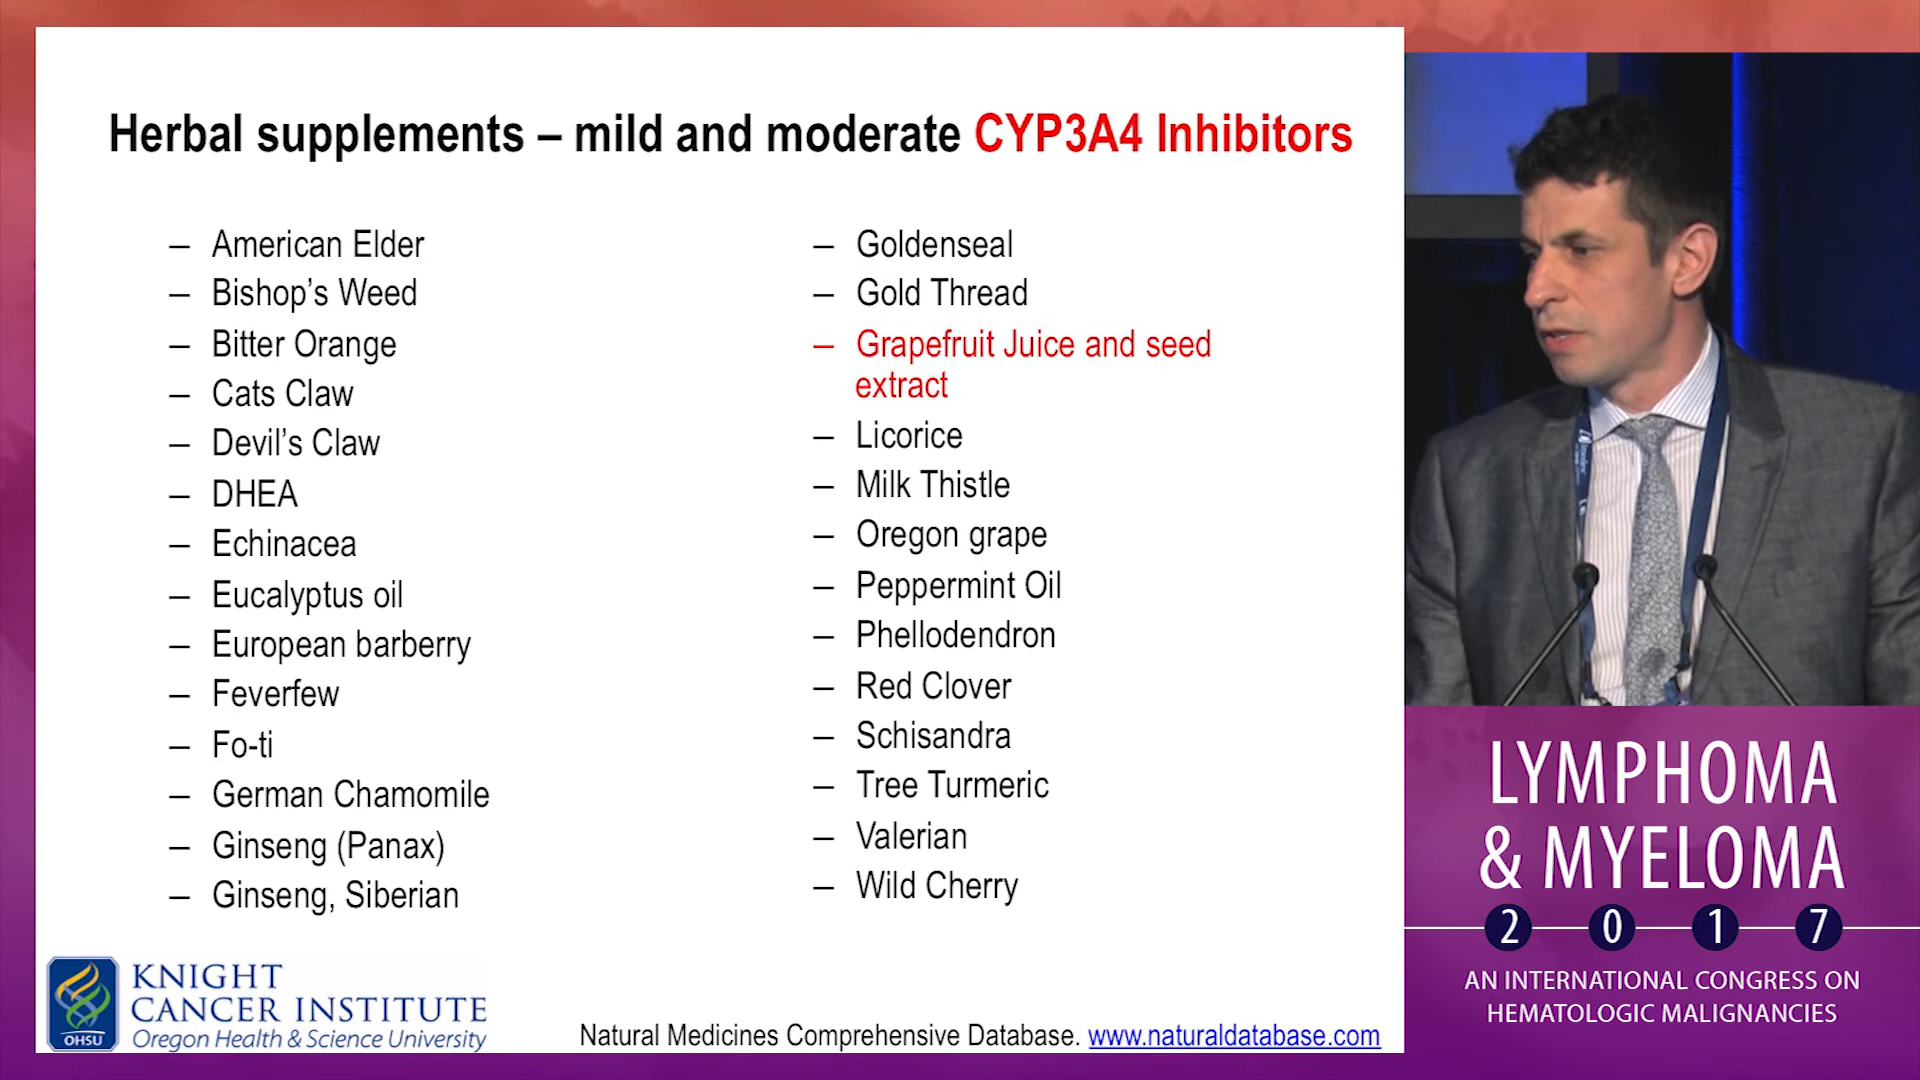 Herbal supplements – mild and moderate CYP3A4 Inhibitors
– American Elder
– Bishop’s Weed
– Bitter Orange
– Cats Claw
– Devil’s Claw
– DHEA
– Echinacea
– Eucalyptus oil
– European barberry
– Feverfew
– Fo-ti
– German Chamomile
– Ginseng (Panax)
– Ginseng, Siberian
– Goldenseal
– Gold Thread
– Grapefruit Juice and seed
extract
– Licorice
– Milk Thistle
– Oregon grape
– Peppermint Oil
– Phellodendron
– Red Clover
– Schisandra
– Tree Turmeric
– Valerian
– Wild Cherry
OHSU
KNIGHT
CANCER INSTITUTE
Oregon Health & Science University
Natural Medicines Comprehensive Database. www.naturaldatabase.com
LYMPHOMA
& MYELOMA
2017
AN INTERNATIONAL CONGRESS ON
HEMATOLOGIC MALIGNANCIES